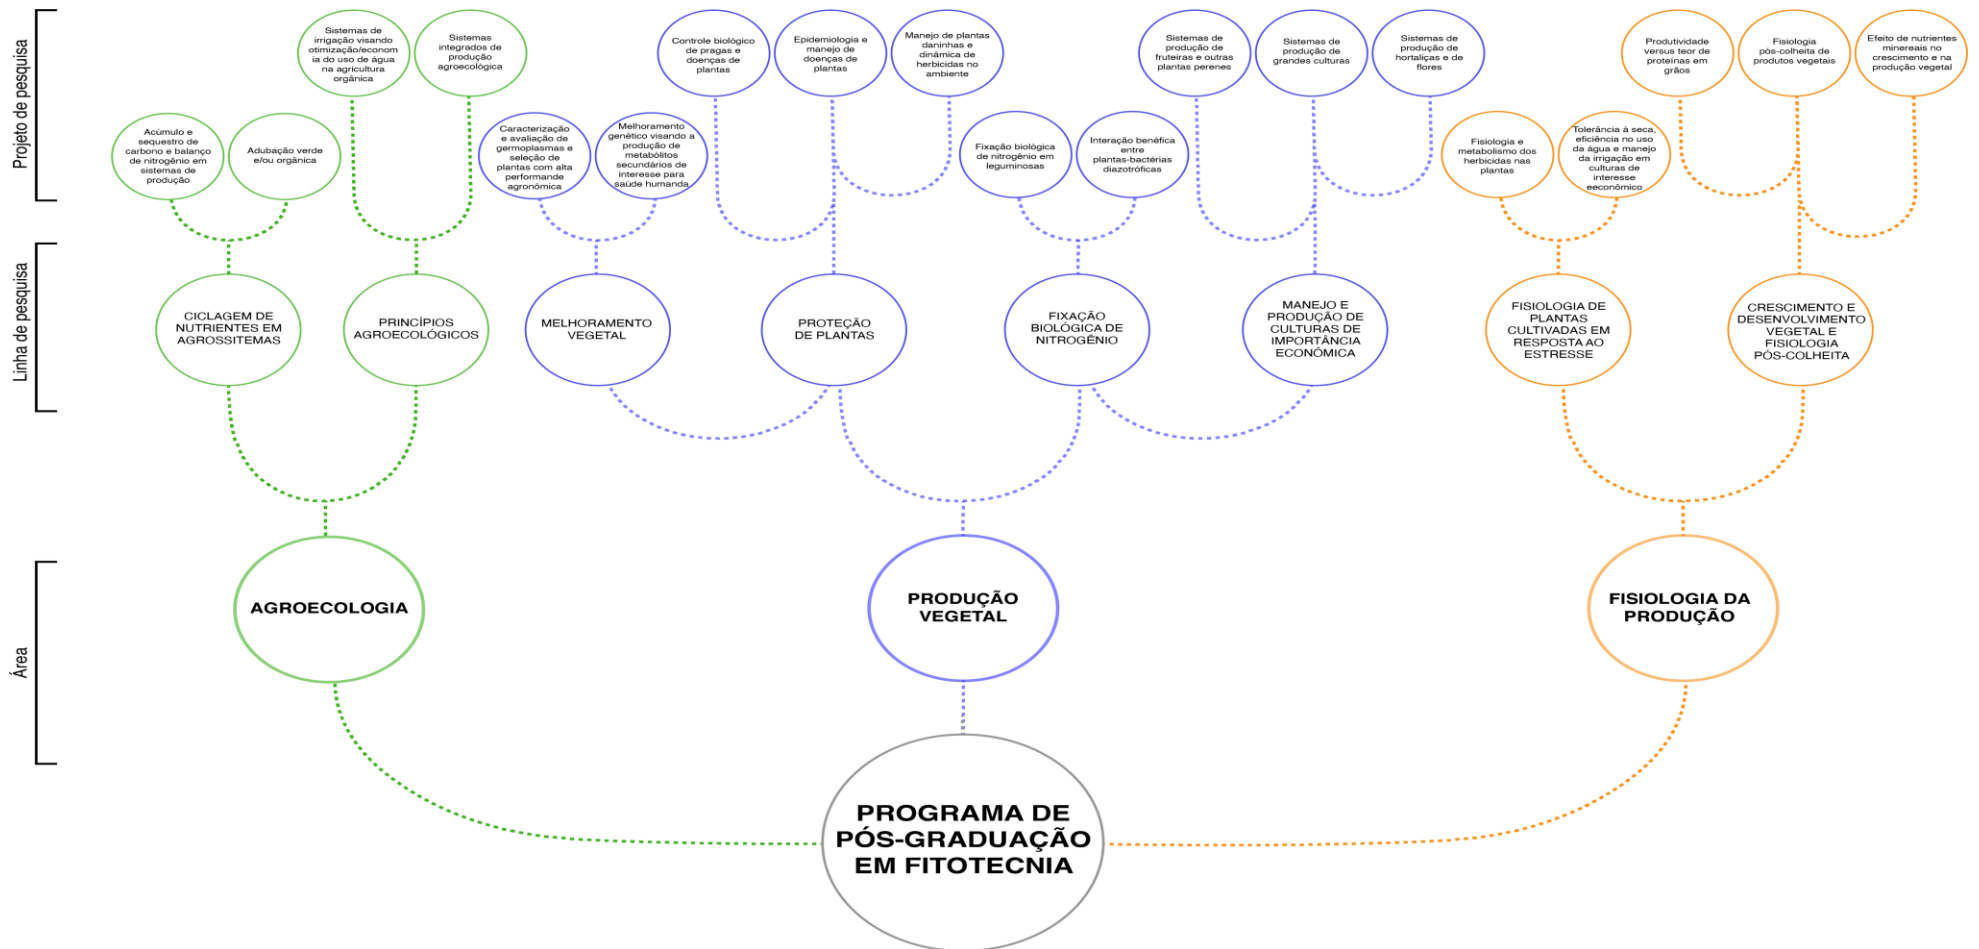 Projeto de pesquisa
Sistemas de
irrigação visando
otimização/econom
ia do uso de água
na agricultura
orgânica
Sistemas
integrados de
produção
agroecológica
Controle biológico
de pragas e
doenças de
plantas
Epidemiologia e
manejo de
doenças de
plantas
Manejo de plantas
daninhas e
dinâmica de
herbicidas no
ambiente
Sistemas de
produção de
fruteiras e outras
plantas perenes
Sistemas de
produção de
grandes culturas
Sistemas de
produção de
hortaliças e de
flores
Produtividade
versus teor de
proteínas em
grãos
Fisiologia
pós-colheita de
produtos vegetais
Efeito de nutrientes
minereais no
crescimento e na
produção vegetal
Acúmulo e
sequestro de
carbono e balanço
de nitrogênio em
sistemas de
produção
Adubação verde
e/ou orgânica
Caracterização
e avaliação de
germoplasmas e
seleção de
plantas com alta
performande
agronômica
Melhoramento
genético visando a
produção de
metabólitos
secundários de
interesse para
saúde humanda
Fixação biológica
de nitrogênio em
leguminosas
Interação benéfica
entre
plantas-bactérias
diazotróficas
Fisiologia e
metabolismo dos
herbicidas nas
plantas
Tolerância à seca,
eficiência no uso
da água e manejo
da irrigação em
culturas de
interesse
eeconômico
Linha de pesquisa
CICLAGEM DE
NUTRIENTES EM
AGROSSITEMAS
PRINCÍPIOS
AGROECOLÓGICOS
MELHORAMENTO
VEGETAL
PROTEÇÃO
DE PLANTAS
FIXAÇÃO
BIOLÓGICA DE
NITROGÊNIO
MANEJO E
PRODUÇÃO DE
CULTURAS DE
IMPORTÂNCIA
ECONÔMICA
FISIOLOGIA DE
PLANTAS
CULTIVADAS EM
RESPOSTA AO
ESTRESSE
CRESCIMENTO E
DESENVOLVIMENTO
VEGETAL E
FISIOLOGIA
PÓS-COLHEITA
Área
AGROECOLOGIA
PRODUÇÃO
VEGETAL
FISIOLOGIA DA
PRODUÇÃO
PROGRAMA DE
PÓS-GRADUAÇÃO
EM FITOTECNIA